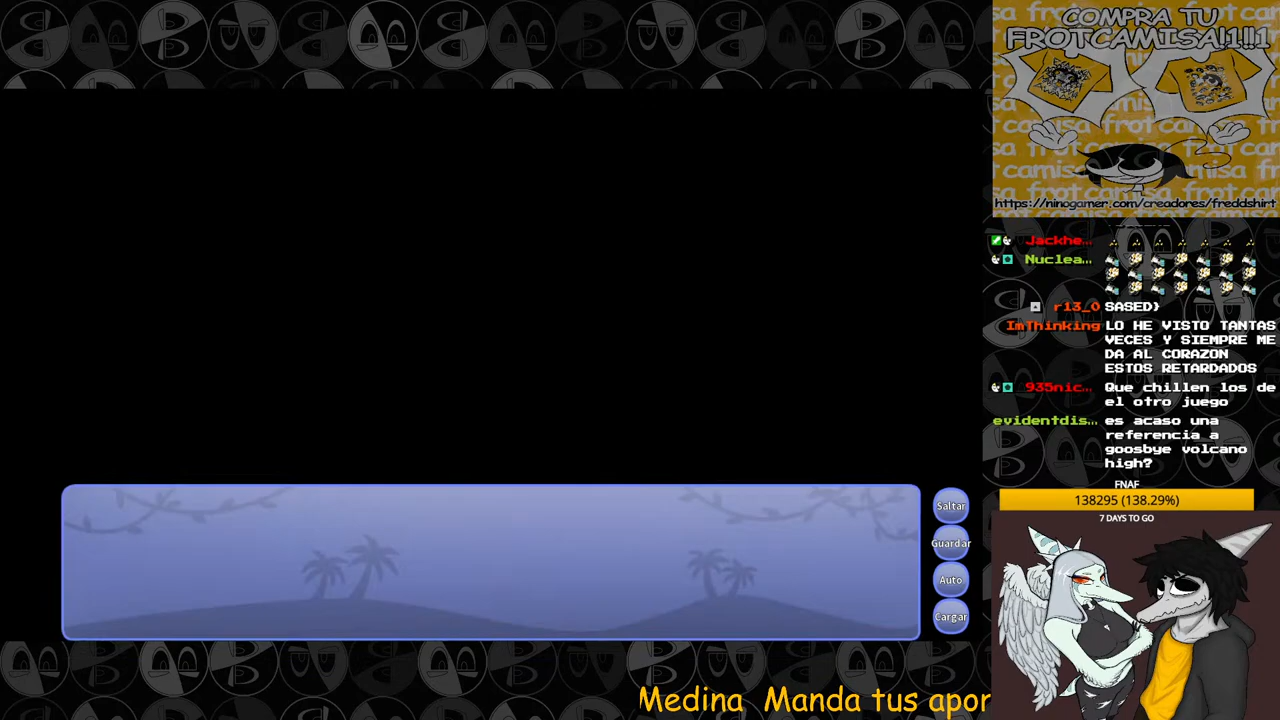 COMPRA TU
FROTCAMISA!1!!1
https://ninogamer.com/creadores/freddshirt
Jackhe...
Nuclea...
r13_0 SASED}
ImThinking LO HE VISTO TANTAS
VECES Y SIEMPRE ME
DA AL CORAZON
ESTOS RETARDADOS
935nic... Que chillen los de
el otro juego
evidentdis... es acaso una
referencia a
goosbye volcano
high?
FNAF
138295 (138.29%)
7 DAYS TO GO
Saltar
Guardar
Auto
Cargar
Medina Manda tus apor